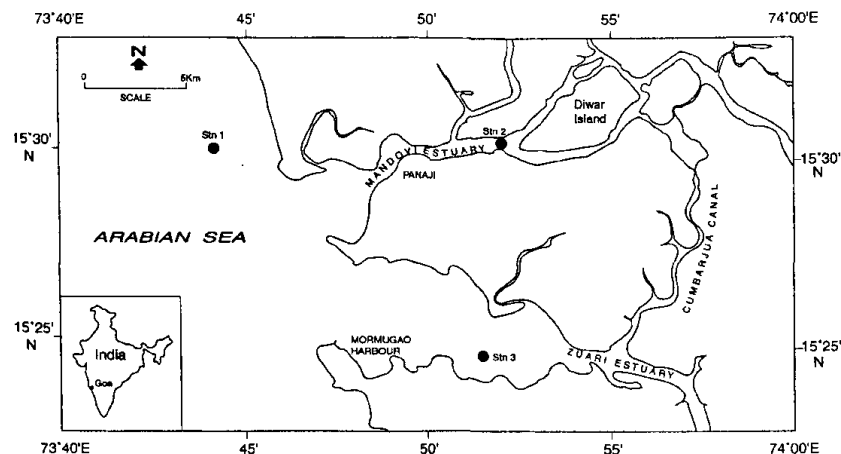 73°40' 45' 50' 55' 74°00'
N
0 5Km
SCALE
Diwar
Island
Stn 1
Stn 2
15°30'
N
15°30'
N
MANDOVI ESTUARY
PANAJI
CUMBARJUA CANAL
ARABIAN SEA
15°25'
N
15°25'
N
MORMUGAO
HARBOUR
Stn 3
ZUARI ESTUARY
India
Goa
73°40' 45' 50' 55' 74°00'